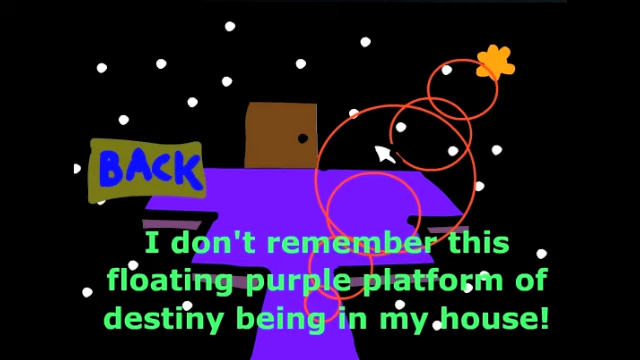 BACK
I don't remember this
floating purple platform of
destiny being in my house!